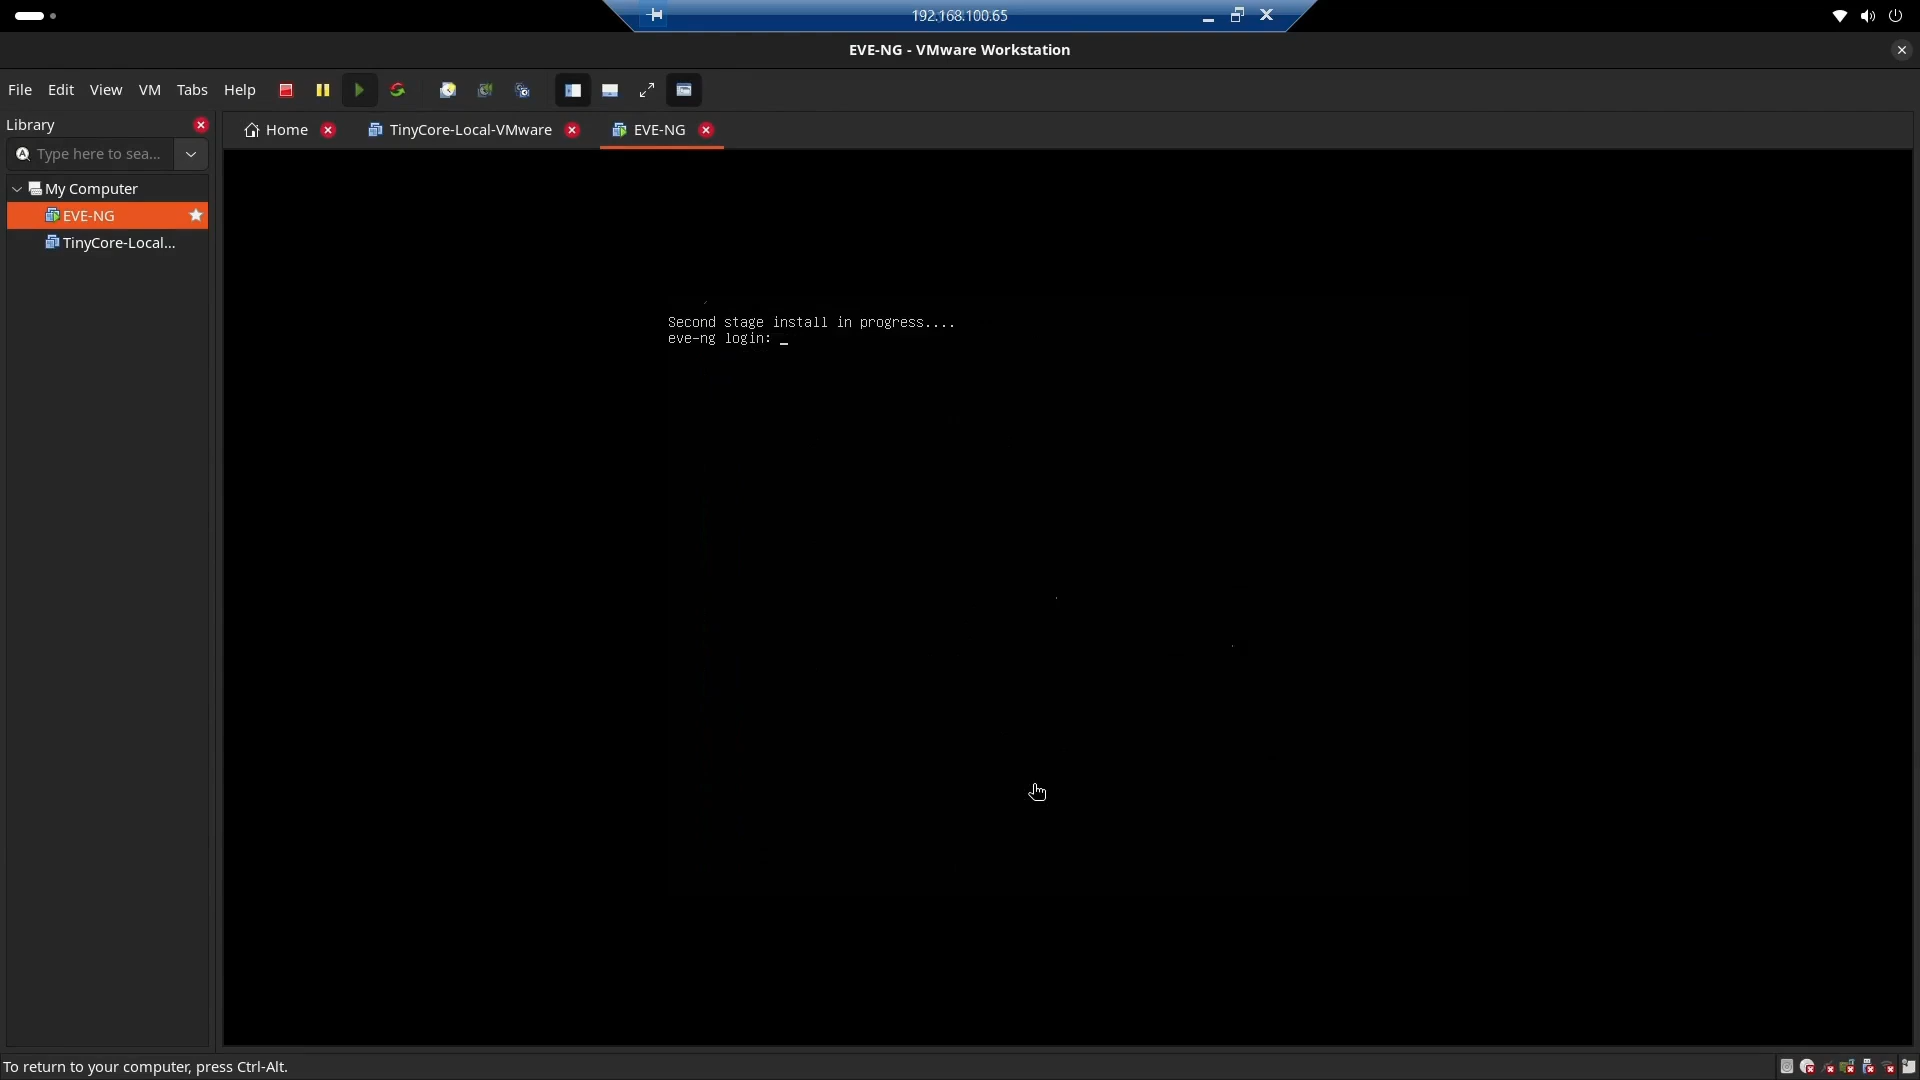 192.168.100.65
EVE-NG - VMware Workstation
File Edit View VM Tabs Help
Library
Home
TinyCore-Local-VMware
EVE-NG
Type here to sea...
My Computer
EVE-NG
TinyCore-Local...
Second stage install in progress....
eve-ng login: _
To return to your computer, press Ctrl-Alt.